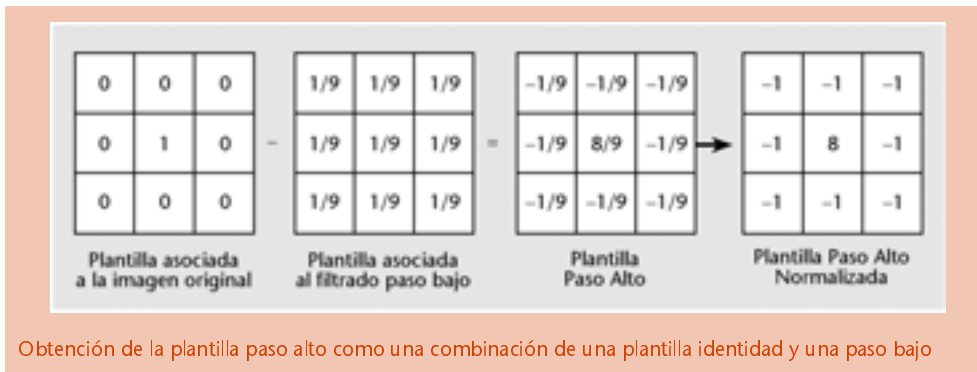 0 0 0 1/9 1/9 1/9 –1/9 –1/9 –1/9 –1 –1 –1
0 1 0 – 1/9 1/9 1/9 = –1/9 8/9 –1/9 –1 8 –1
0 0 0 1/9 1/9 1/9 –1/9 –1/9 –1/9 –1 –1 –1
Plantilla asociada
a la imagen original
Plantilla asociada
al filtrado paso bajo
Plantilla
Paso Alto
Plantilla Paso Alto
Normalizada
Obtención de la plantilla paso alto como una combinación de una plantilla identidad y una paso bajo